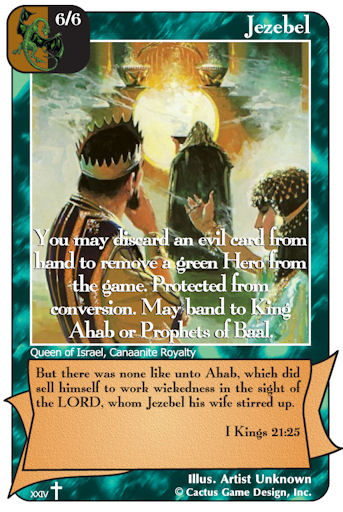 6/6
Jezebel
You may discard an evil card from
hand to remove a green Hero from
the game. Protected from
conversion. May band to King
Ahab or Prophets of Baal.
Queen of Israel, Canaanite Royalty
But there was none like unto Ahab, which did
sell himself to work wickedness in the sight of
the LORD, whom Jezebel his wife stirred up.
I Kings 21:25
XXIV
Illus. Artist Unknown
© Cactus Game Design, Inc.